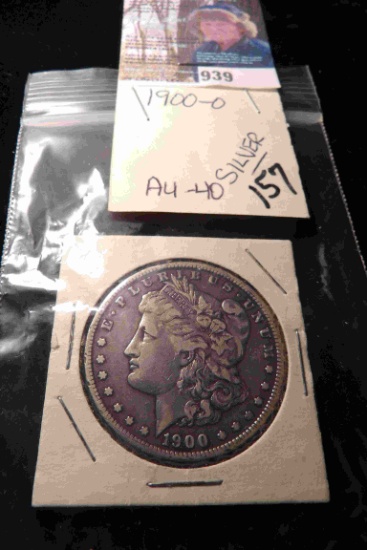 939
1900-O
AU-40
SILVER
157
E·PLURIBUS·UNUM
1900